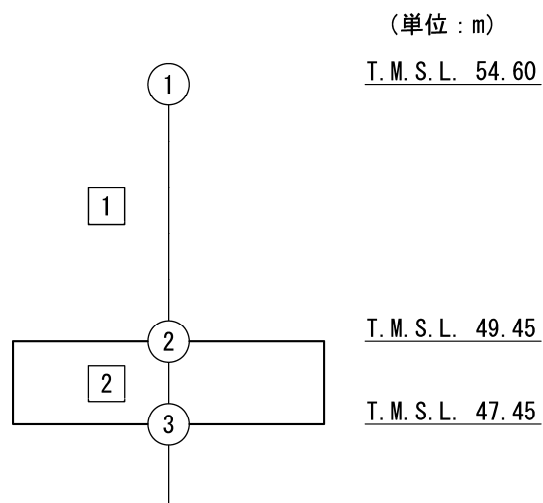 (単位:m)
① T.M.S.L. 54.60
1
② T.M.S.L. 49.45
2
③ T.M.S.L. 47.45